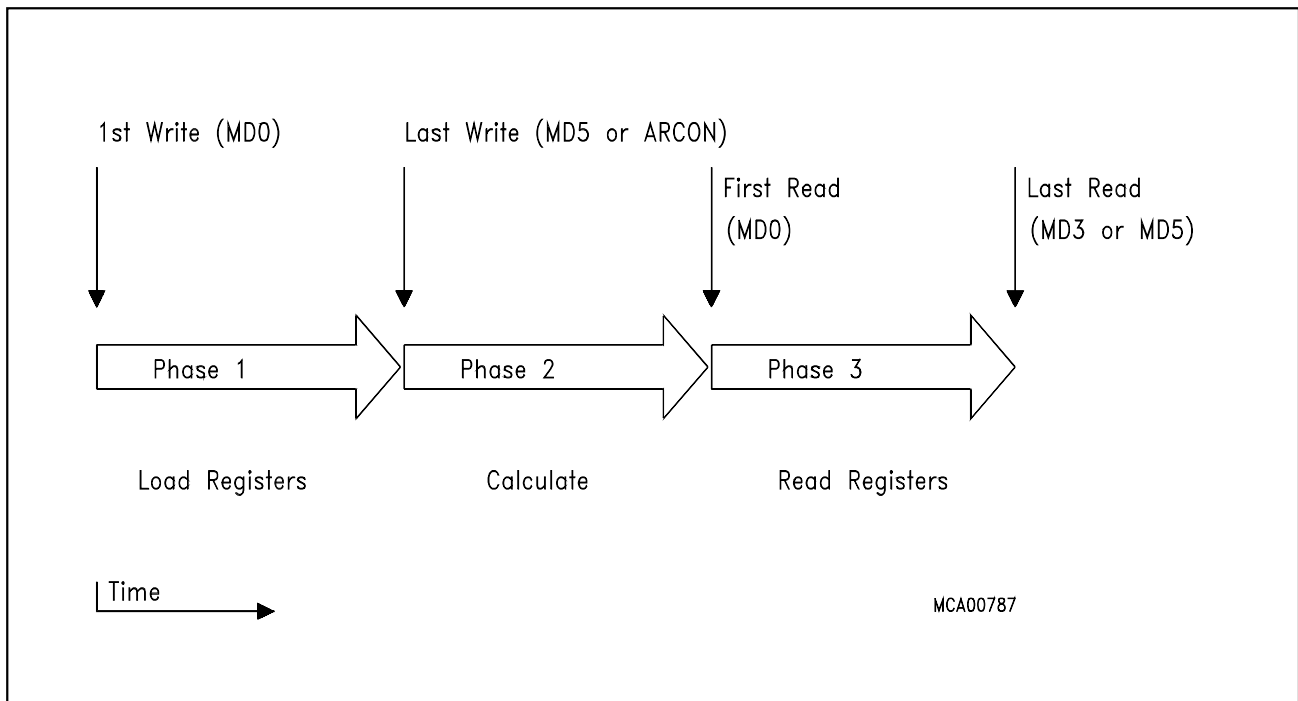 1st Write (MD0)
Last Write (MD5 or ARCON)
First Read
(MD0)
Last Read
(MD3 or MD5)
Phase 1
Phase 2
Phase 3
Load Registers
Calculate
Read Registers
Time
MCA00787